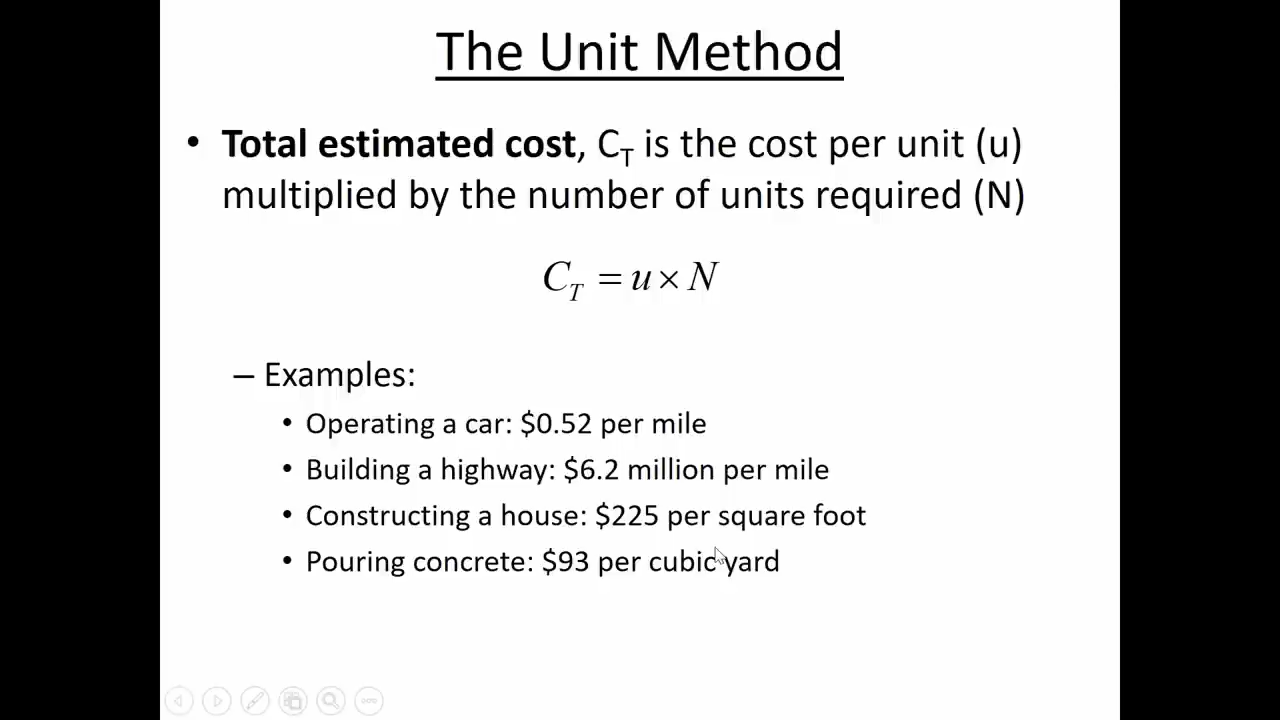 The Unit Method
• Total estimated cost, C_T is the cost per unit (u)
multiplied by the number of units required (N)
C_T = u × N
– Examples:
• Operating a car: $0.52 per mile
• Building a highway: $6.2 million per mile
• Constructing a house: $225 per square foot
• Pouring concrete: $93 per cubic yard